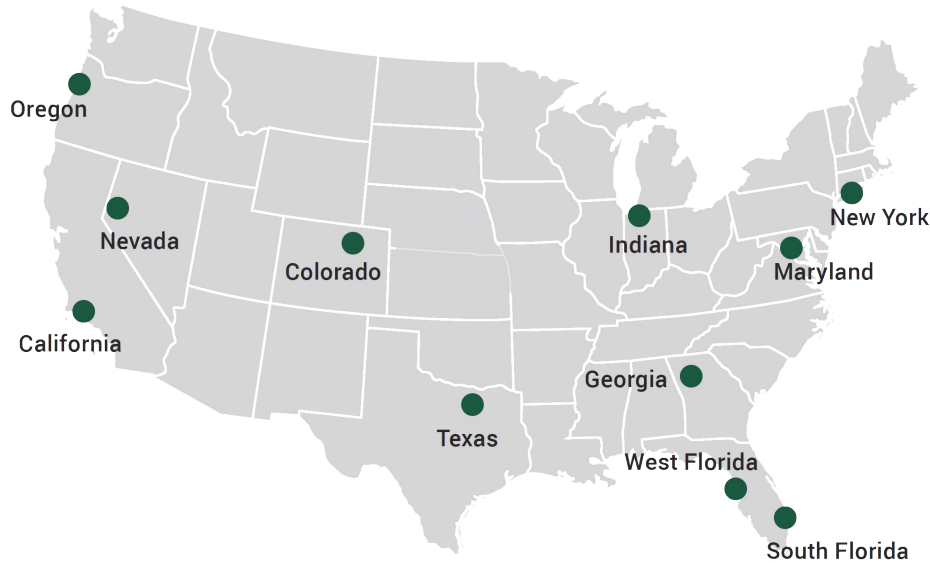 Oregon
New York
Nevada
Indiana
Colorado
Maryland
California
Georgia
Texas
West Florida
South Florida